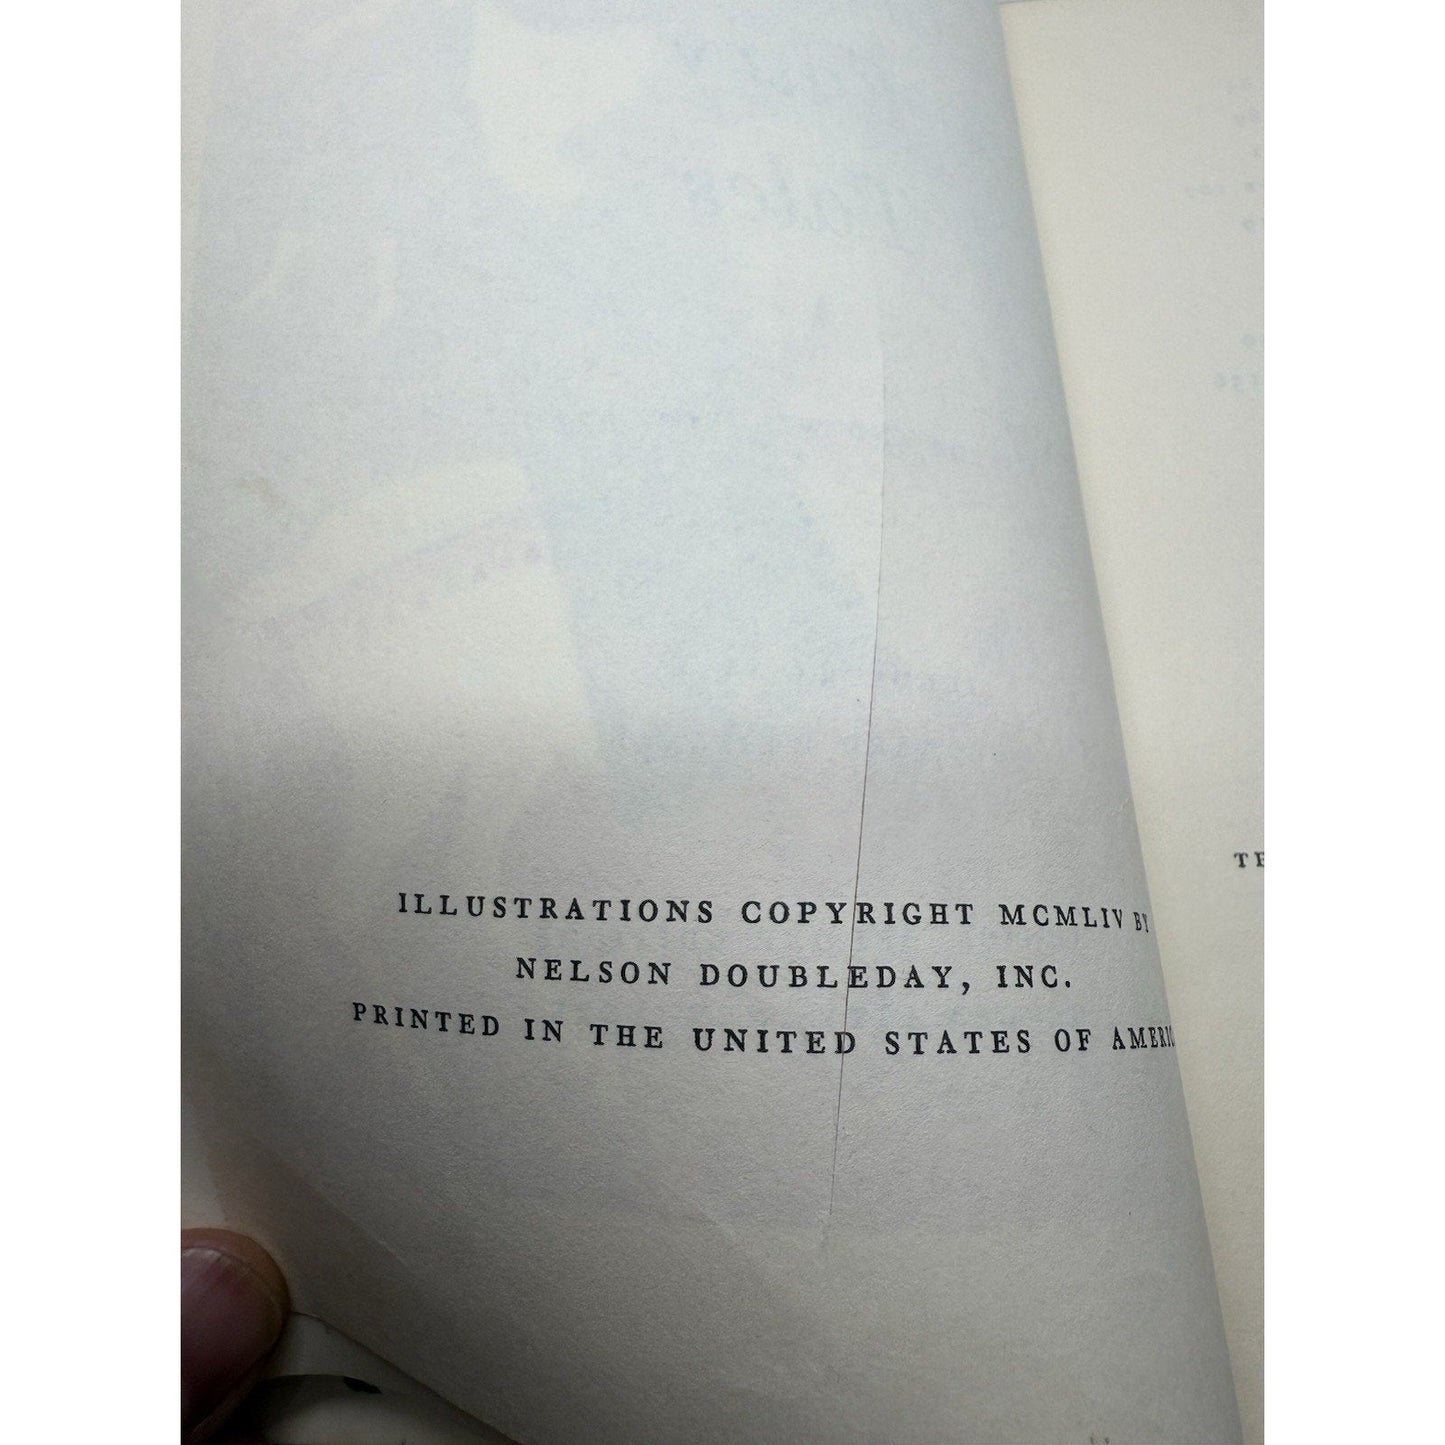 ILLUSTRATIONS COPYRIGHT MCMLIV BY
NELSON DOUBLEDAY, INC.
PRINTED IN THE UNITED STATES OF AMERIC